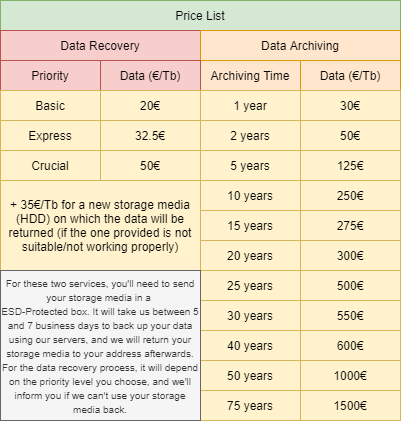 Price List
Data Recovery
Data Archiving
Priority
Data (€/Tb)
Archiving Time
Data (€/Tb)
Basic
20€
1 year
30€
Express
32.5€
2 years
50€
Crucial
50€
5 years
125€
+ 35€/Tb for a new storage media
(HDD) on which the data will be
returned (if the one provided is not
suitable/not working properly)
10 years
250€
15 years
275€
20 years
300€
For these two services, you'll need to send
your storage media in a
ESD-Protected box. It will take us between 5
and 7 business days to back up your data
using our servers, and we will return your
storage media to your address afterwards.
For the data recovery process, it will depend
on the priority level you choose, and we'll
inform you if we can't use your storage
media back.
25 years
500€
30 years
550€
40 years
600€
50 years
1000€
75 years
1500€